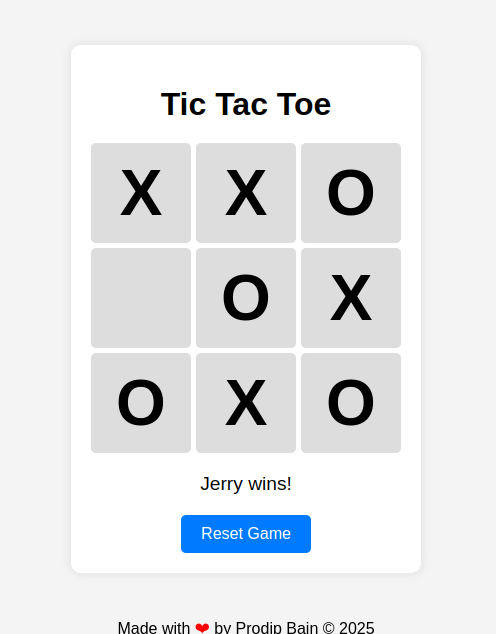 Tic Tac Toe
X X O
O X
O X O
Jerry wins!
Reset Game
Made with ❤ by Prodip Bain © 2025